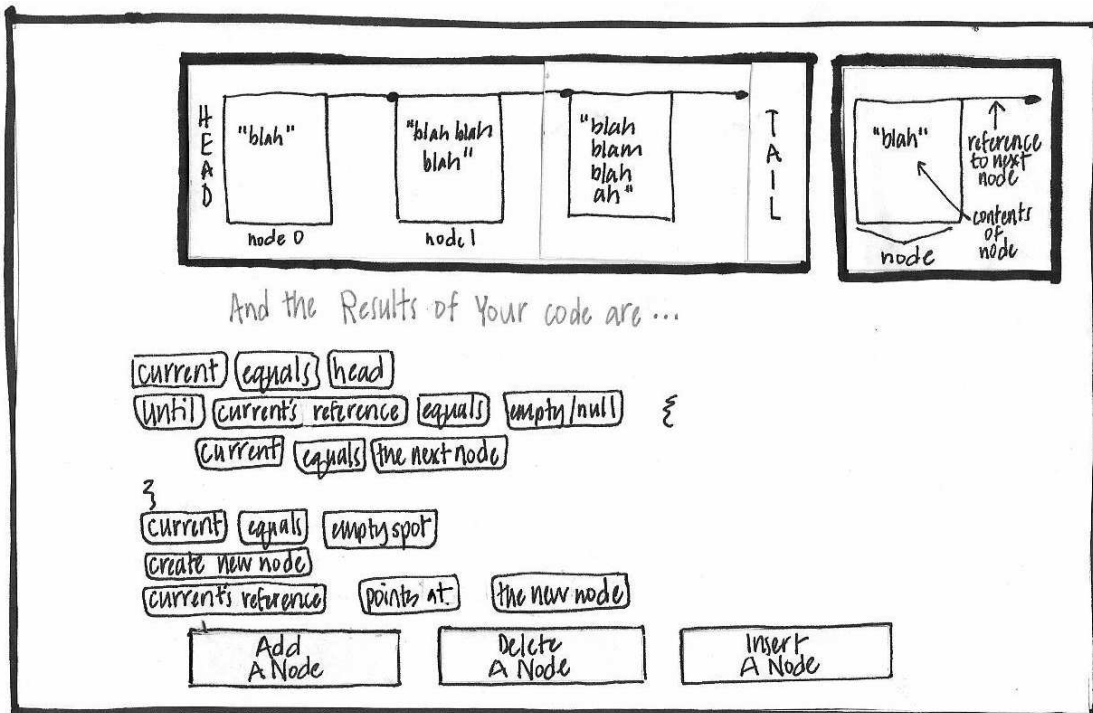 HEAD
"blah"
node 0
"blah blah
blah"
node 1
"blah
blam
blah
ah"
TAIL
"blah"
reference
to next
node
contents
of
node
node
And the Results of Your code are...
current equals head
until current's reference equals empty/null {
current equals the next node
}
current equals empty spot
create new node
current's reference points at the new node
Add
A Node
Delete
A Node
Insert
A Node